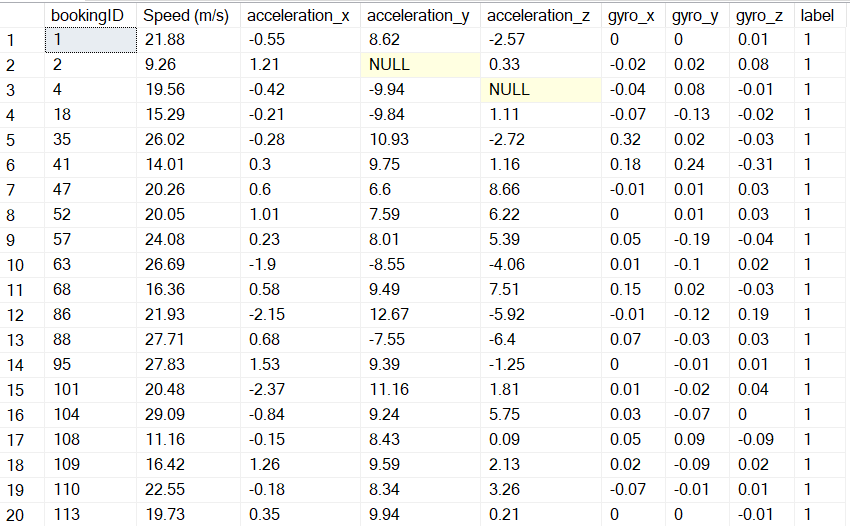 bookingID Speed (m/s) acceleration_x acceleration_y acceleration_z gyro_x gyro_y gyro_z label
1 1 21.88 -0.55 8.62 -2.57 0 0 0.01 1
2 2 9.26 1.21 NULL 0.33 -0.02 0.02 0.08 1
3 4 19.56 -0.42 -9.94 NULL -0.04 0.08 -0.01 1
4 18 15.29 -0.21 -9.84 1.11 -0.07 -0.13 -0.02 1
5 35 26.02 -0.28 10.93 -2.72 0.32 0.02 -0.03 1
6 41 14.01 0.3 9.75 1.16 0.18 0.24 -0.31 1
7 47 20.26 0.6 6.6 8.66 -0.01 0.01 0.03 1
8 52 20.05 1.01 7.59 6.22 0 0.01 0.03 1
9 57 24.08 0.23 8.01 5.39 0.05 -0.19 -0.04 1
10 63 26.69 -1.9 -8.55 -4.06 0.01 -0.1 0.02 1
11 68 16.36 0.58 9.49 7.51 0.15 0.02 -0.03 1
12 86 21.93 -2.15 12.67 -5.92 -0.01 -0.12 0.19 1
13 88 27.71 0.68 -7.55 -6.4 0.07 -0.03 0.03 1
14 95 27.83 1.53 9.39 -1.25 0 -0.01 0.01 1
15 101 20.48 -2.37 11.16 1.81 0.01 -0.02 0.04 1
16 104 29.09 -0.84 9.24 5.75 0.03 -0.07 0 1
17 108 11.16 -0.15 8.43 0.09 0.05 0.09 -0.09 1
18 109 16.42 1.26 9.59 2.13 0.02 -0.09 0.02 1
19 110 22.55 -0.18 8.34 3.26 -0.07 -0.01 0.01 1
20 113 19.73 0.35 9.94 0.21 0 0 -0.01 1